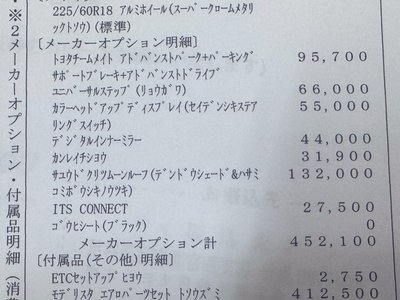 225/60R18 アルミホイール(スーパークロームメタリ
ックトソウ)(標準)
[メーカーオプション明細]
トヨタチームメイト アドバンストパーク+パーキング 95,700
サポートブレーキ+アドバンストドライブ
ユニバーサルステップ(リョウガワ) 66,000
カラーヘッドアップディスプレイ(セイデンシキステア 55,000
リングスイッチ)
デジタルインナーミラー 44,000
カンレイチショウ 31,900
サユウドクリツムーンルーフ(デンドウシェード&ハサミ 132,000
コミボウシキノウツキ)
ITS CONNECT 27,500
ゴウヒシート(ブラック) 0
メーカーオプション計 452,100
[付属品(その他)明細]
ETCセットアップヒヨウ 2,750
モデリスタ エアロパーツセット トソウズミ 412,500
・※2メーカーオプション・付属品明細(消費